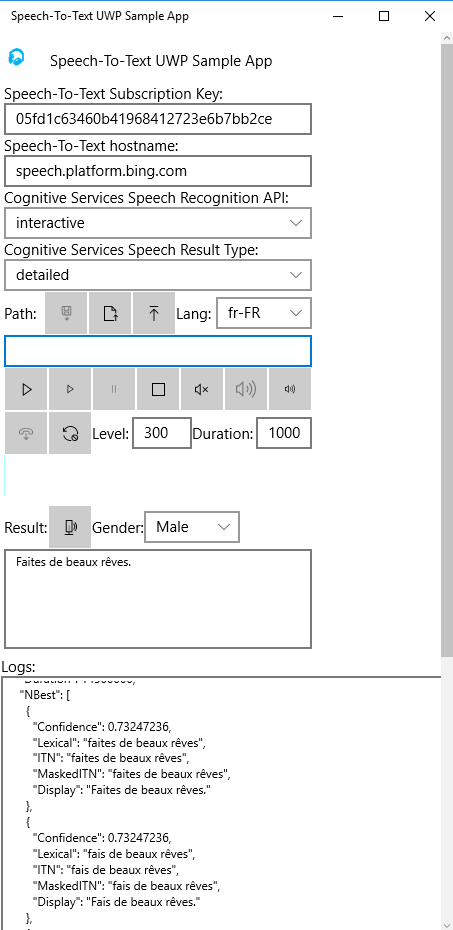 Speech-To-Text UWP Sample App
Speech-To-Text UWP Sample App
Speech-To-Text Subscription Key:
05fd1c63460b41968412723e6b7bb2ce
Speech-To-Text hostname:
speech.platform.bing.com
Cognitive Services Speech Recognition API:
interactive
Cognitive Services Speech Result Type:
detailed
Path: Lang: fr-FR
Level: 300 Duration: 1000
Result: Gender: Male
Faites de beaux rêves.
Logs:
"NBest": [
{
"Confidence": 0.73247236,
"Lexical": "faites de beaux rêves",
"ITN": "faites de beaux rêves",
"MaskedITN": "faites de beaux rêves",
"Display": "Faites de beaux rêves."
},
{
"Confidence": 0.73247236,
"Lexical": "fais de beaux rêves",
"ITN": "fais de beaux rêves",
"MaskedITN": "fais de beaux rêves",
"Display": "Fais de beaux rêves."
},